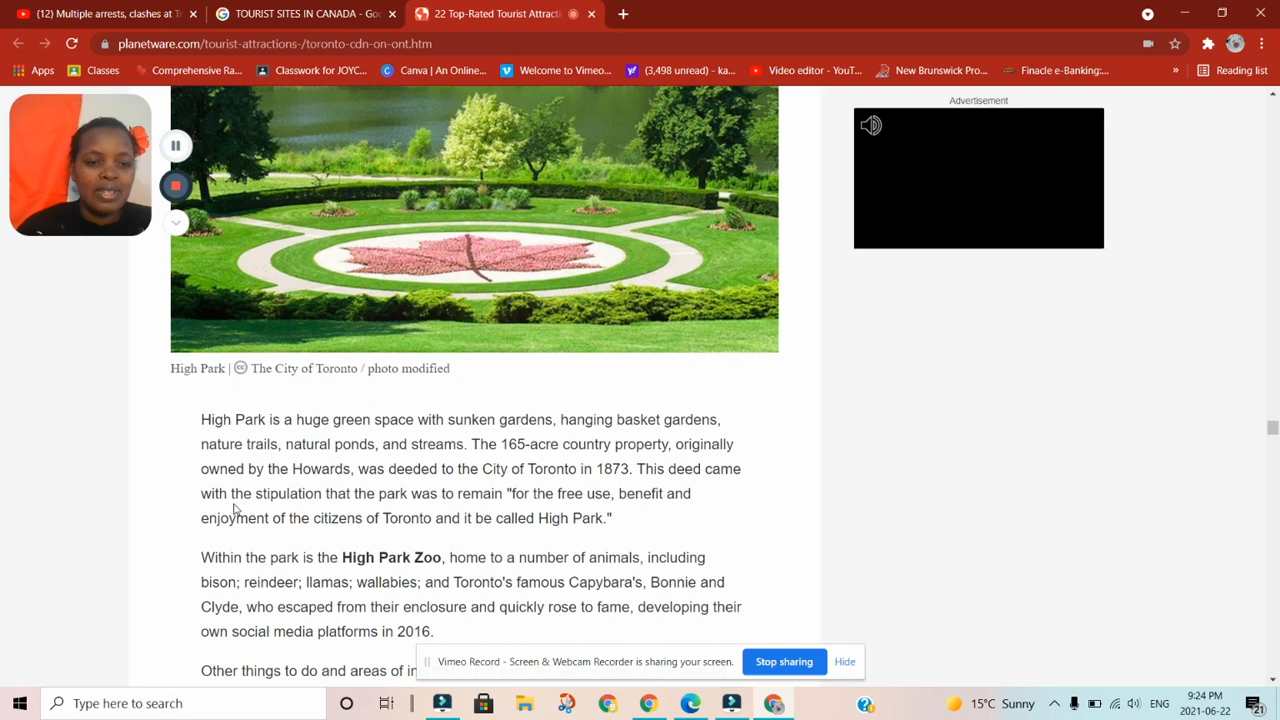 (12) Multiple arrests, clashes at T
TOURIST SITES IN CANADA - Go
22 Top-Rated Tourist Attract
planetware.com/tourist-attractions-/toronto-cdn-on-ont.htm
Apps
Classes
Comprehensive Ra...
Classwork for JOYC...
Canva | An Online...
Welcome to Vimeo...
(3,498 unread) - ka...
Video editor - YouT...
New Brunswick Pro...
Finacle e-Banking:...
»
Reading list
Advertisement
High Park | cc The City of Toronto / photo modified
High Park is a huge green space with sunken gardens, hanging basket gardens,
nature trails, natural ponds, and streams. The 165-acre country property, originally
owned by the Howards, was deeded to the City of Toronto in 1873. This deed came
with the stipulation that the park was to remain "for the free use, benefit and
enjoyment of the citizens of Toronto and it be called High Park."
Within the park is the High Park Zoo, home to a number of animals, including
bison; reindeer; llamas; wallabies; and Toronto's famous Capybara's, Bonnie and
Clyde, who escaped from their enclosure and quickly rose to fame, developing their
own social media platforms in 2016.
Other things to do and areas of in
Vimeo Record - Screen & Webcam Recorder is sharing your screen.
Stop sharing
Hide
Type here to search
15°C Sunny
ENG
9:24 PM
2021-06-22
21